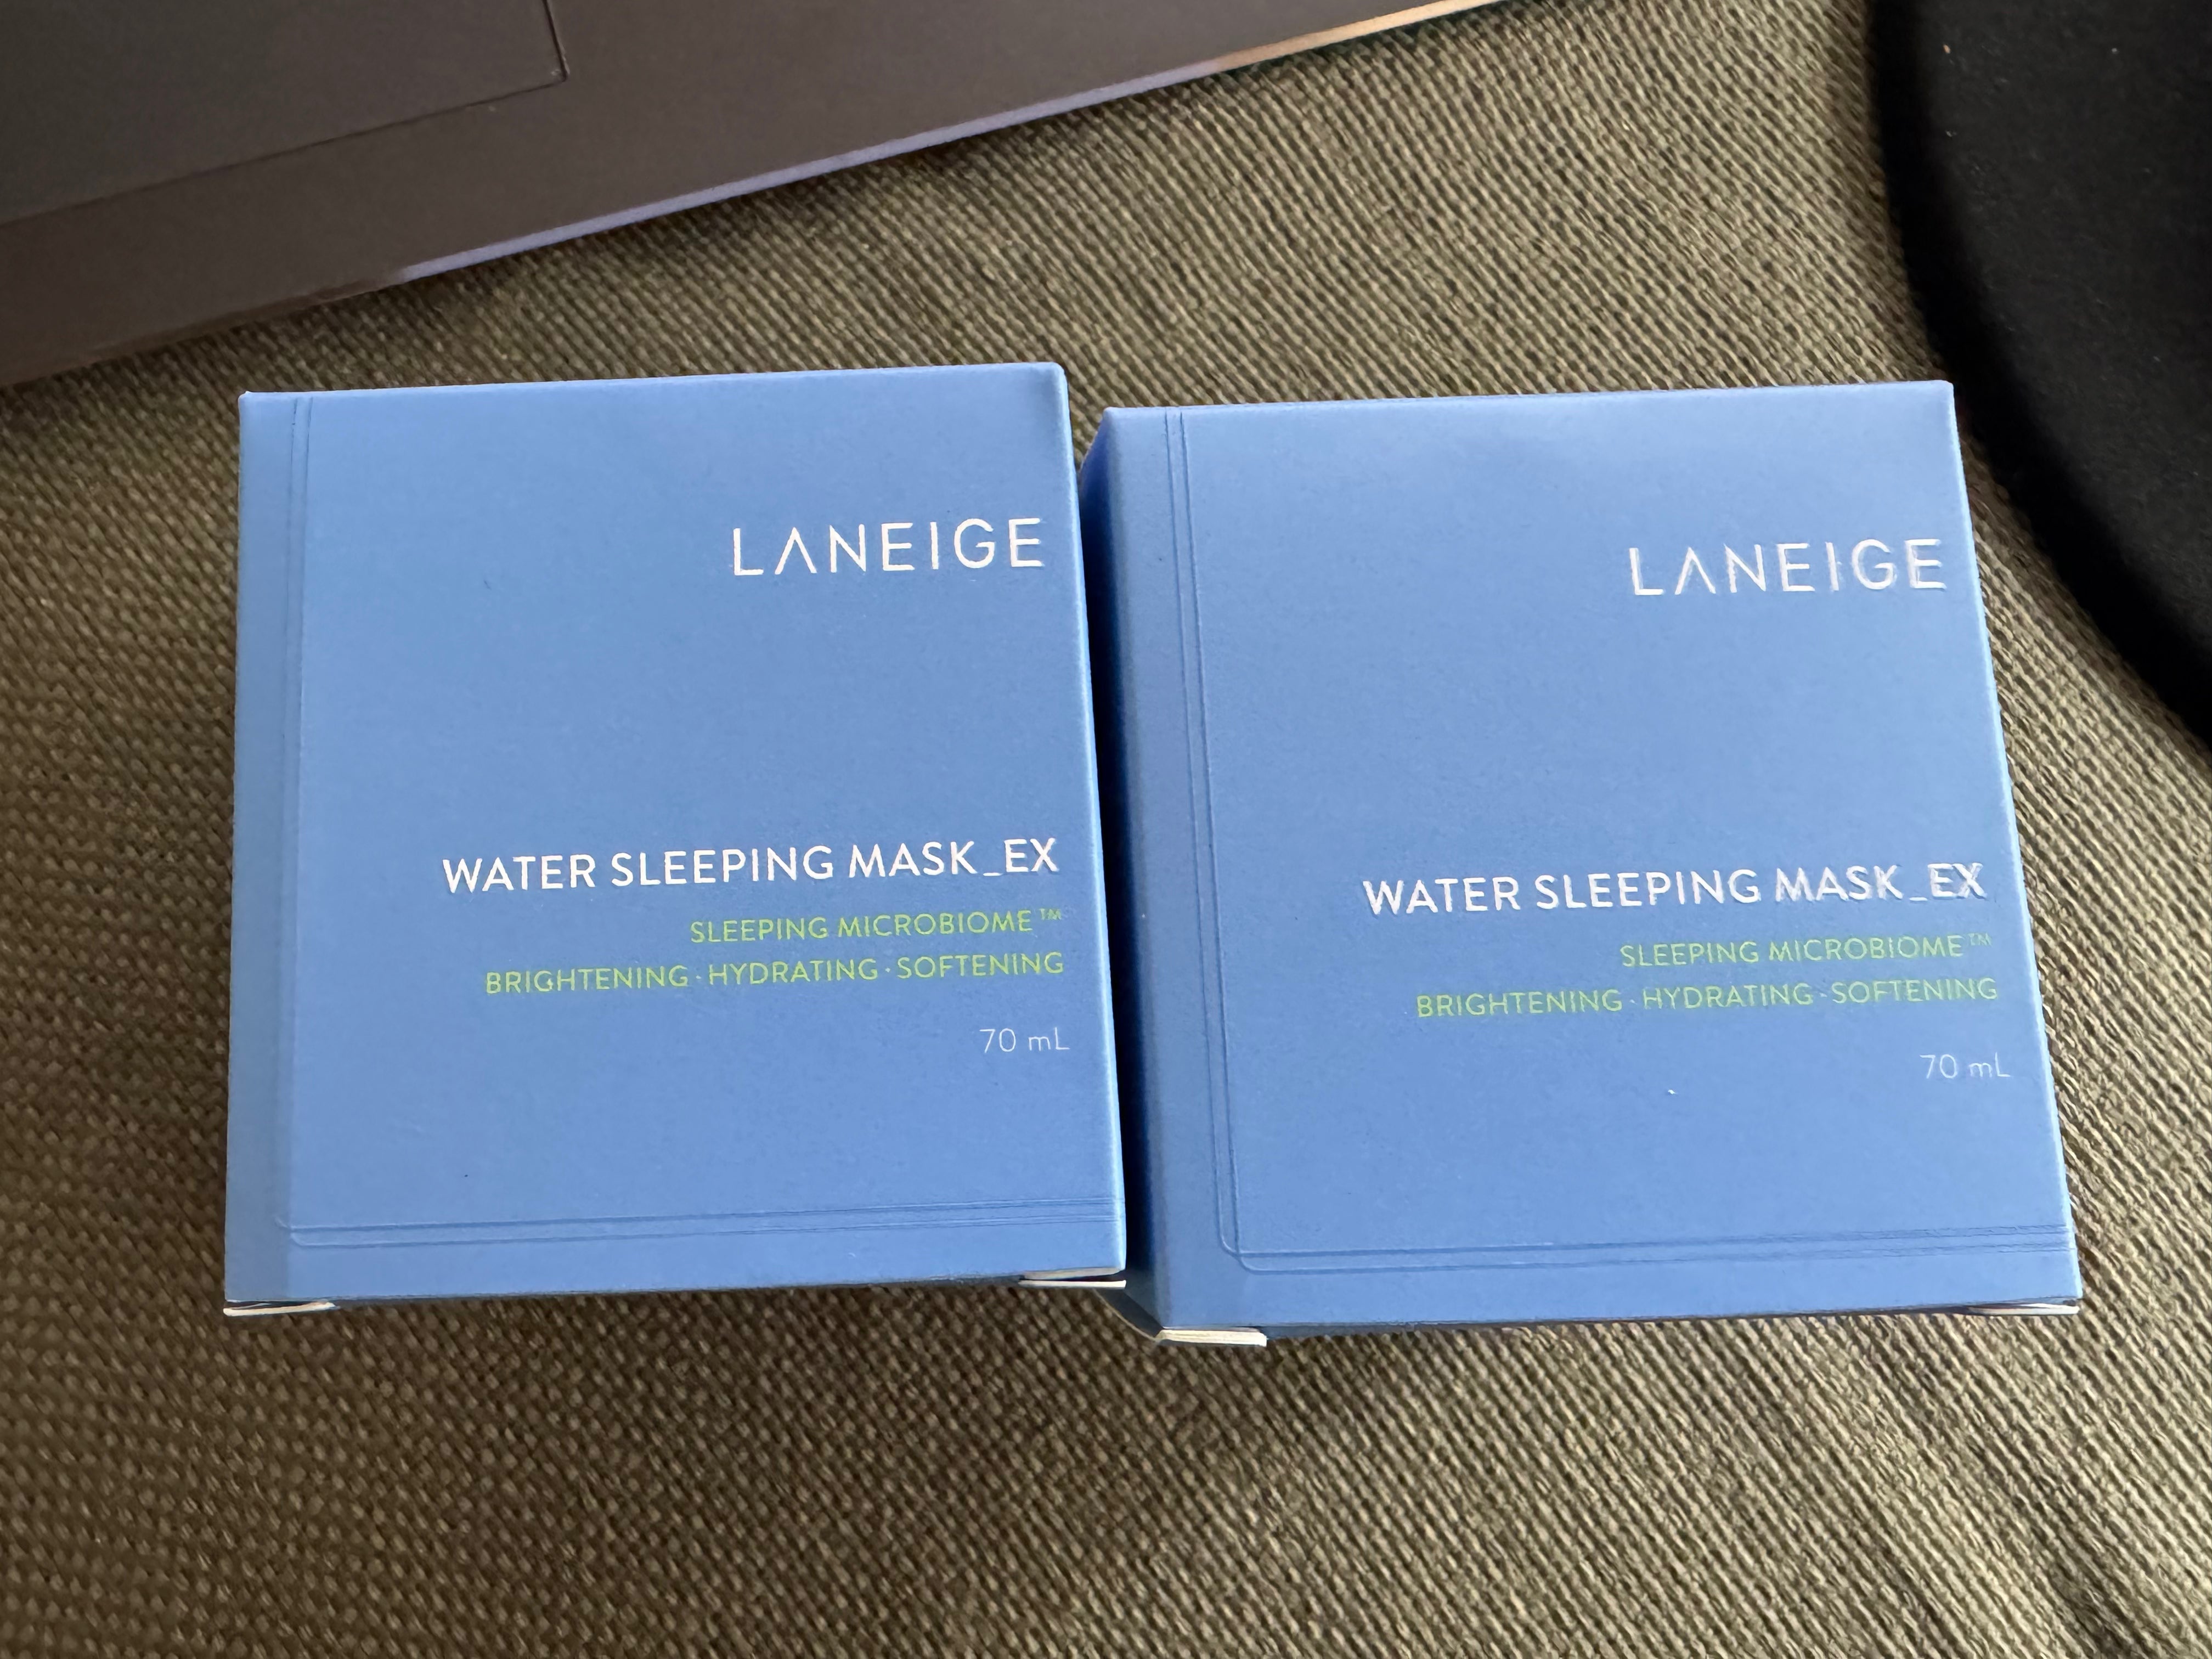 LANEIGE
WATER SLEEPING MASK_EX
SLEEPING MICROBIOME™
BRIGHTENING · HYDRATING · SOFTENING
70 mL
LANEIGE
WATER SLEEPING MASK_EX
SLEEPING MICROBIOME™
BRIGHTENING · HYDRATING · SOFTENING
70 mL